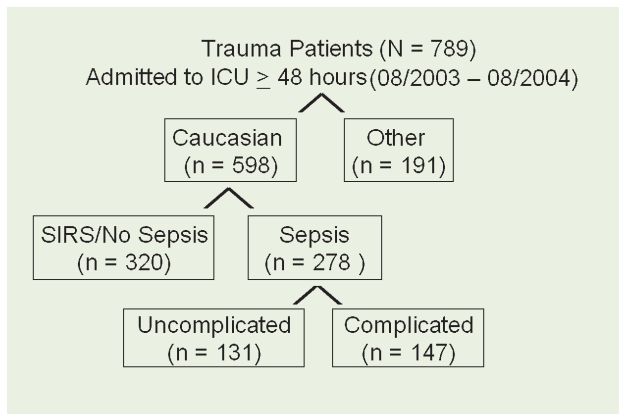 Trauma Patients (N = 789)
Admitted to ICU ≥ 48 hours (08/2003 – 08/2004)
Caucasian
(n = 598)
Other
(n = 191)
SIRS/No Sepsis
(n = 320)
Sepsis
(n = 278 )
Uncomplicated
(n = 131)
Complicated
(n = 147)